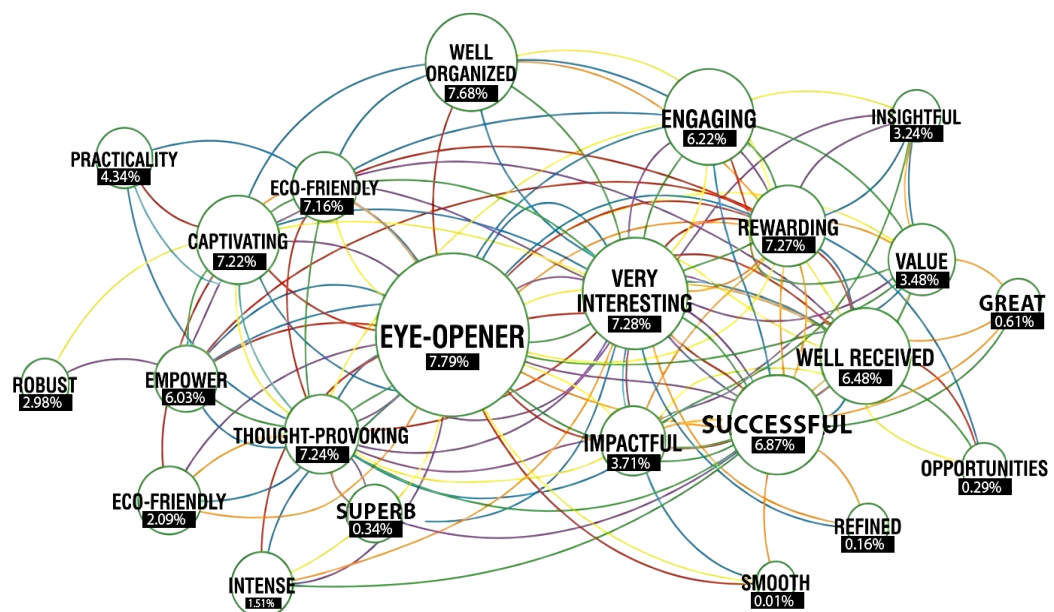 WELL
ORGANIZED
7.68%
ENGAGING
6.22%
INSIGHTFUL
3.24%
PRACTICALITY
4.34%
ECO-FRIENDLY
7.16%
CAPTIVATING
7.22%
REWARDING
7.27%
VALUE
3.48%
VERY
INTERESTING
7.28%
GREAT
0.61%
EYE-OPENER
7.79%
WELL RECEIVED
6.48%
ROBUST
2.98%
EMPOWER
6.03%
THOUGHT-PROVOKING
7.24%
IMPACTFUL
3.71%
SUCCESSFUL
6.87%
OPPORTUNITIES
0.29%
ECO-FRIENDLY
2.09%
SUPERB
0.34%
REFINED
0.16%
INTENSE
1.51%
SMOOTH
0.01%